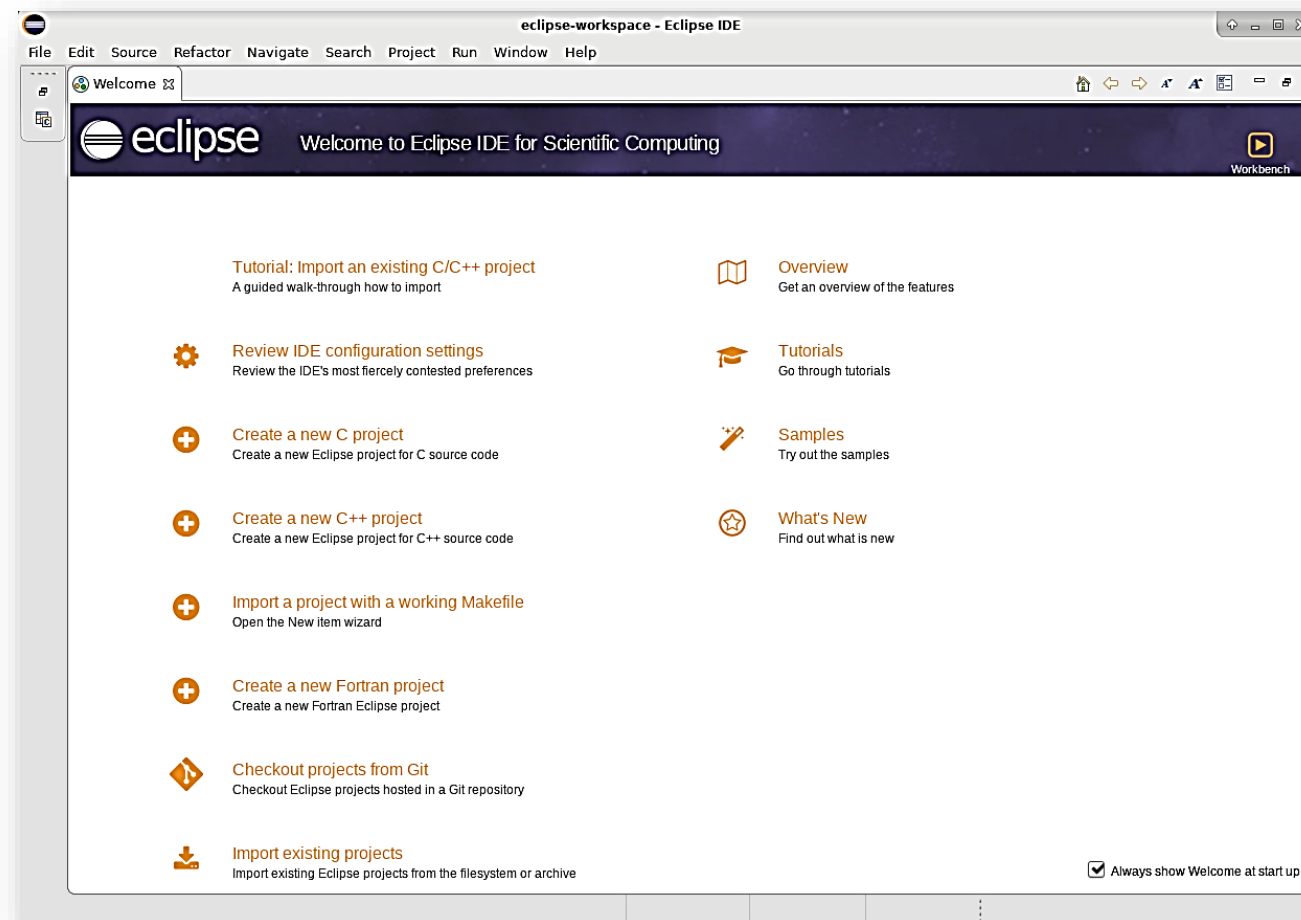 eclipse-workspace - Eclipse IDE
File Edit Source Refactor Navigate Search Project Run Window Help
Welcome
eclipse Welcome to Eclipse IDE for Scientific Computing
Workbench
Tutorial: Import an existing C/C++ project
A guided walk-through how to import
Review IDE configuration settings
Review the IDE's most fiercely contested preferences
Create a new C project
Create a new Eclipse project for C source code
Create a new C++ project
Create a new Eclipse project for C++ source code
Import a project with a working Makefile
Open the New item wizard
Create a new Fortran project
Create a new Fortran Eclipse project
Checkout projects from Git
Checkout Eclipse projects hosted in a Git repository
Import existing projects
Import existing Eclipse projects from the filesystem or archive
Overview
Get an overview of the features
Tutorials
Go through tutorials
Samples
Try out the samples
What's New
Find out what is new
Always show Welcome at start up